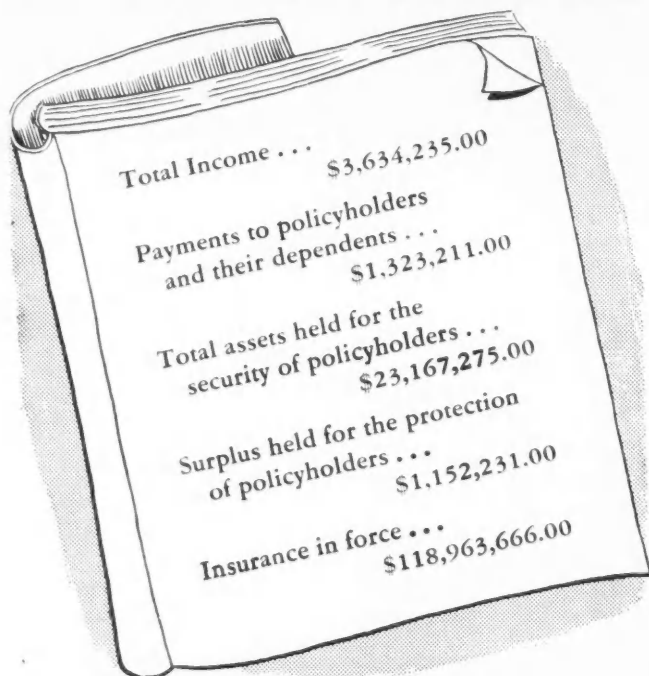 Total Income . . .
$3,634,235.00
Payments to policyholders
and their dependents . . .
$1,323,211.00
Total assets held for the
security of policyholders . . .
$23,167,275.00
Surplus held for the protection
of policyholders . . .
$1,152,231.00
Insurance in force . . .
$118,963,666.00